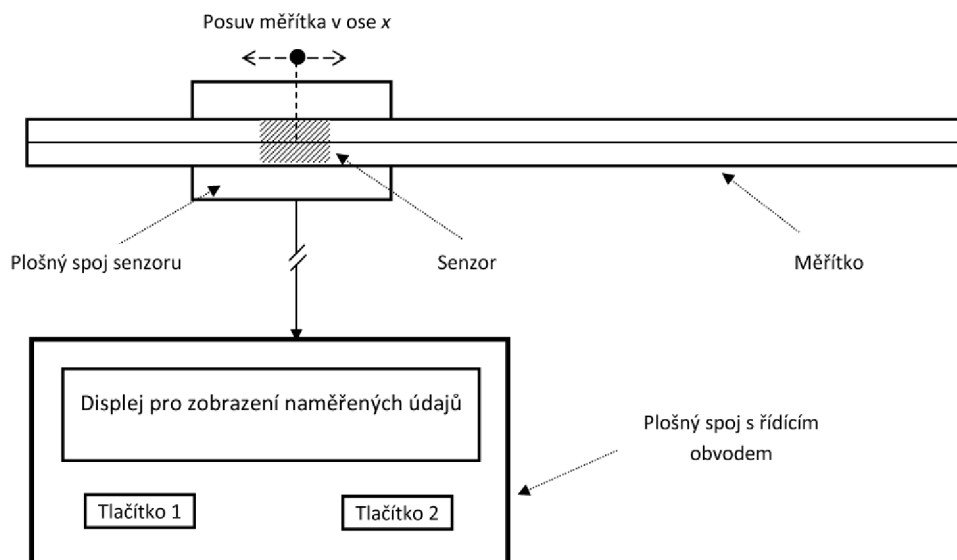 Posuv měřítka v ose x
Plošný spoj senzoru
Senzor
Měřítko
Displej pro zobrazení naměřených údajů
Plošný spoj s řídícím
obvodem
Tlačítko 1
Tlačítko 2